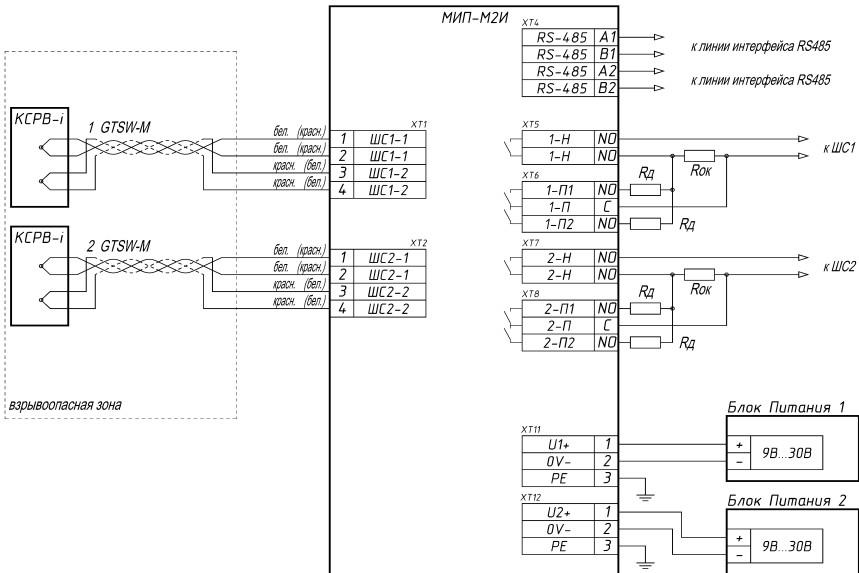 МИП-М2И
XT4
RS-485 A1
RS-485 B1
RS-485 A2
RS-485 B2
к линии интерфейса RS485
к линии интерфейса RS485
КСРВ-i
1 GTSW-M
бел. (красн.)
бел. (красн.)
красн. (бел.)
красн. (бел.)
XT1
1 ШС1-1
2 ШС1-1
3 ШС1-2
4 ШС1-2
XT5
1-Н NO
1-Н NO
к ШС1
Rд
Rок
XT6
1-П1 NO
1-П C
1-П2 NO
Rд
КСРВ-i
2 GTSW-M
бел. (красн.)
бел. (красн.)
красн. (бел.)
красн. (бел.)
XT2
1 ШС2-1
2 ШС2-1
3 ШС2-2
4 ШС2-2
XT7
2-Н NO
2-Н NO
к ШС2
Rд
Rок
XT8
2-П1 NO
2-П C
2-П2 NO
Rд
взрывоопасная зона
XT11
U1+ 1
0V- 2
PE 3
Блок Питания 1
+
-
9В...30В
XT12
U2+ 1
0V- 2
PE 3
Блок Питания 2
+
-
9В...30В